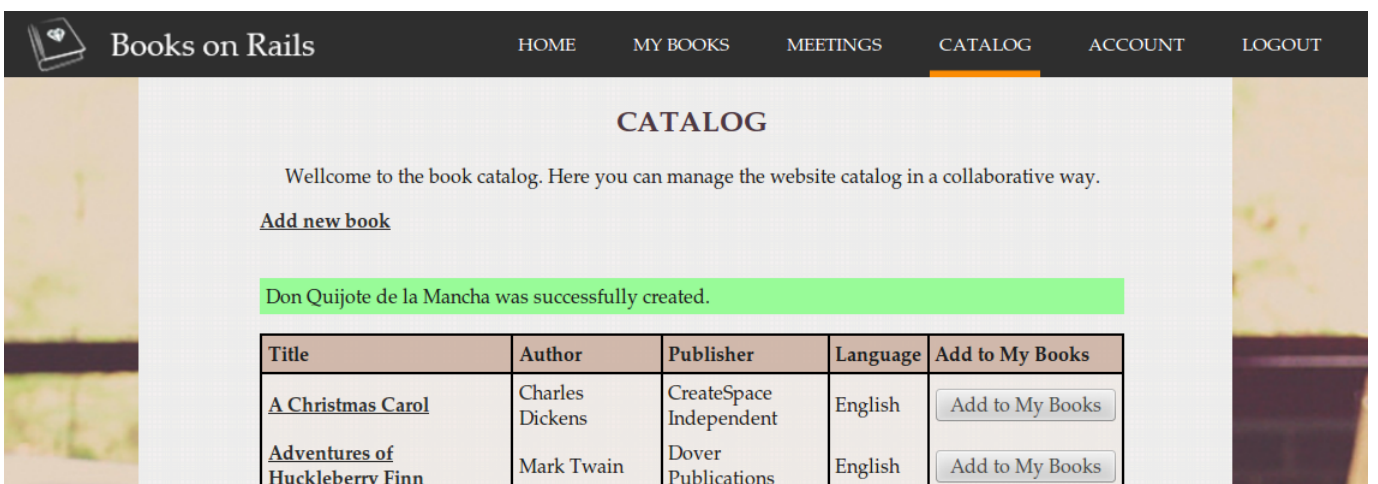 Books on Rails HOME MY BOOKS MEETINGS CATALOG ACCOUNT LOGOUT
CATALOG
Wellcome to the book catalog. Here you can manage the website catalog in a collaborative way.
Add new book
Don Quijote de la Mancha was successfully created.
Title Author Publisher Language Add to My Books
A Christmas Carol Charles Dickens CreateSpace Independent English Add to My Books
Adventures of Huckleberry Finn Mark Twain Dover Publications English Add to My Books